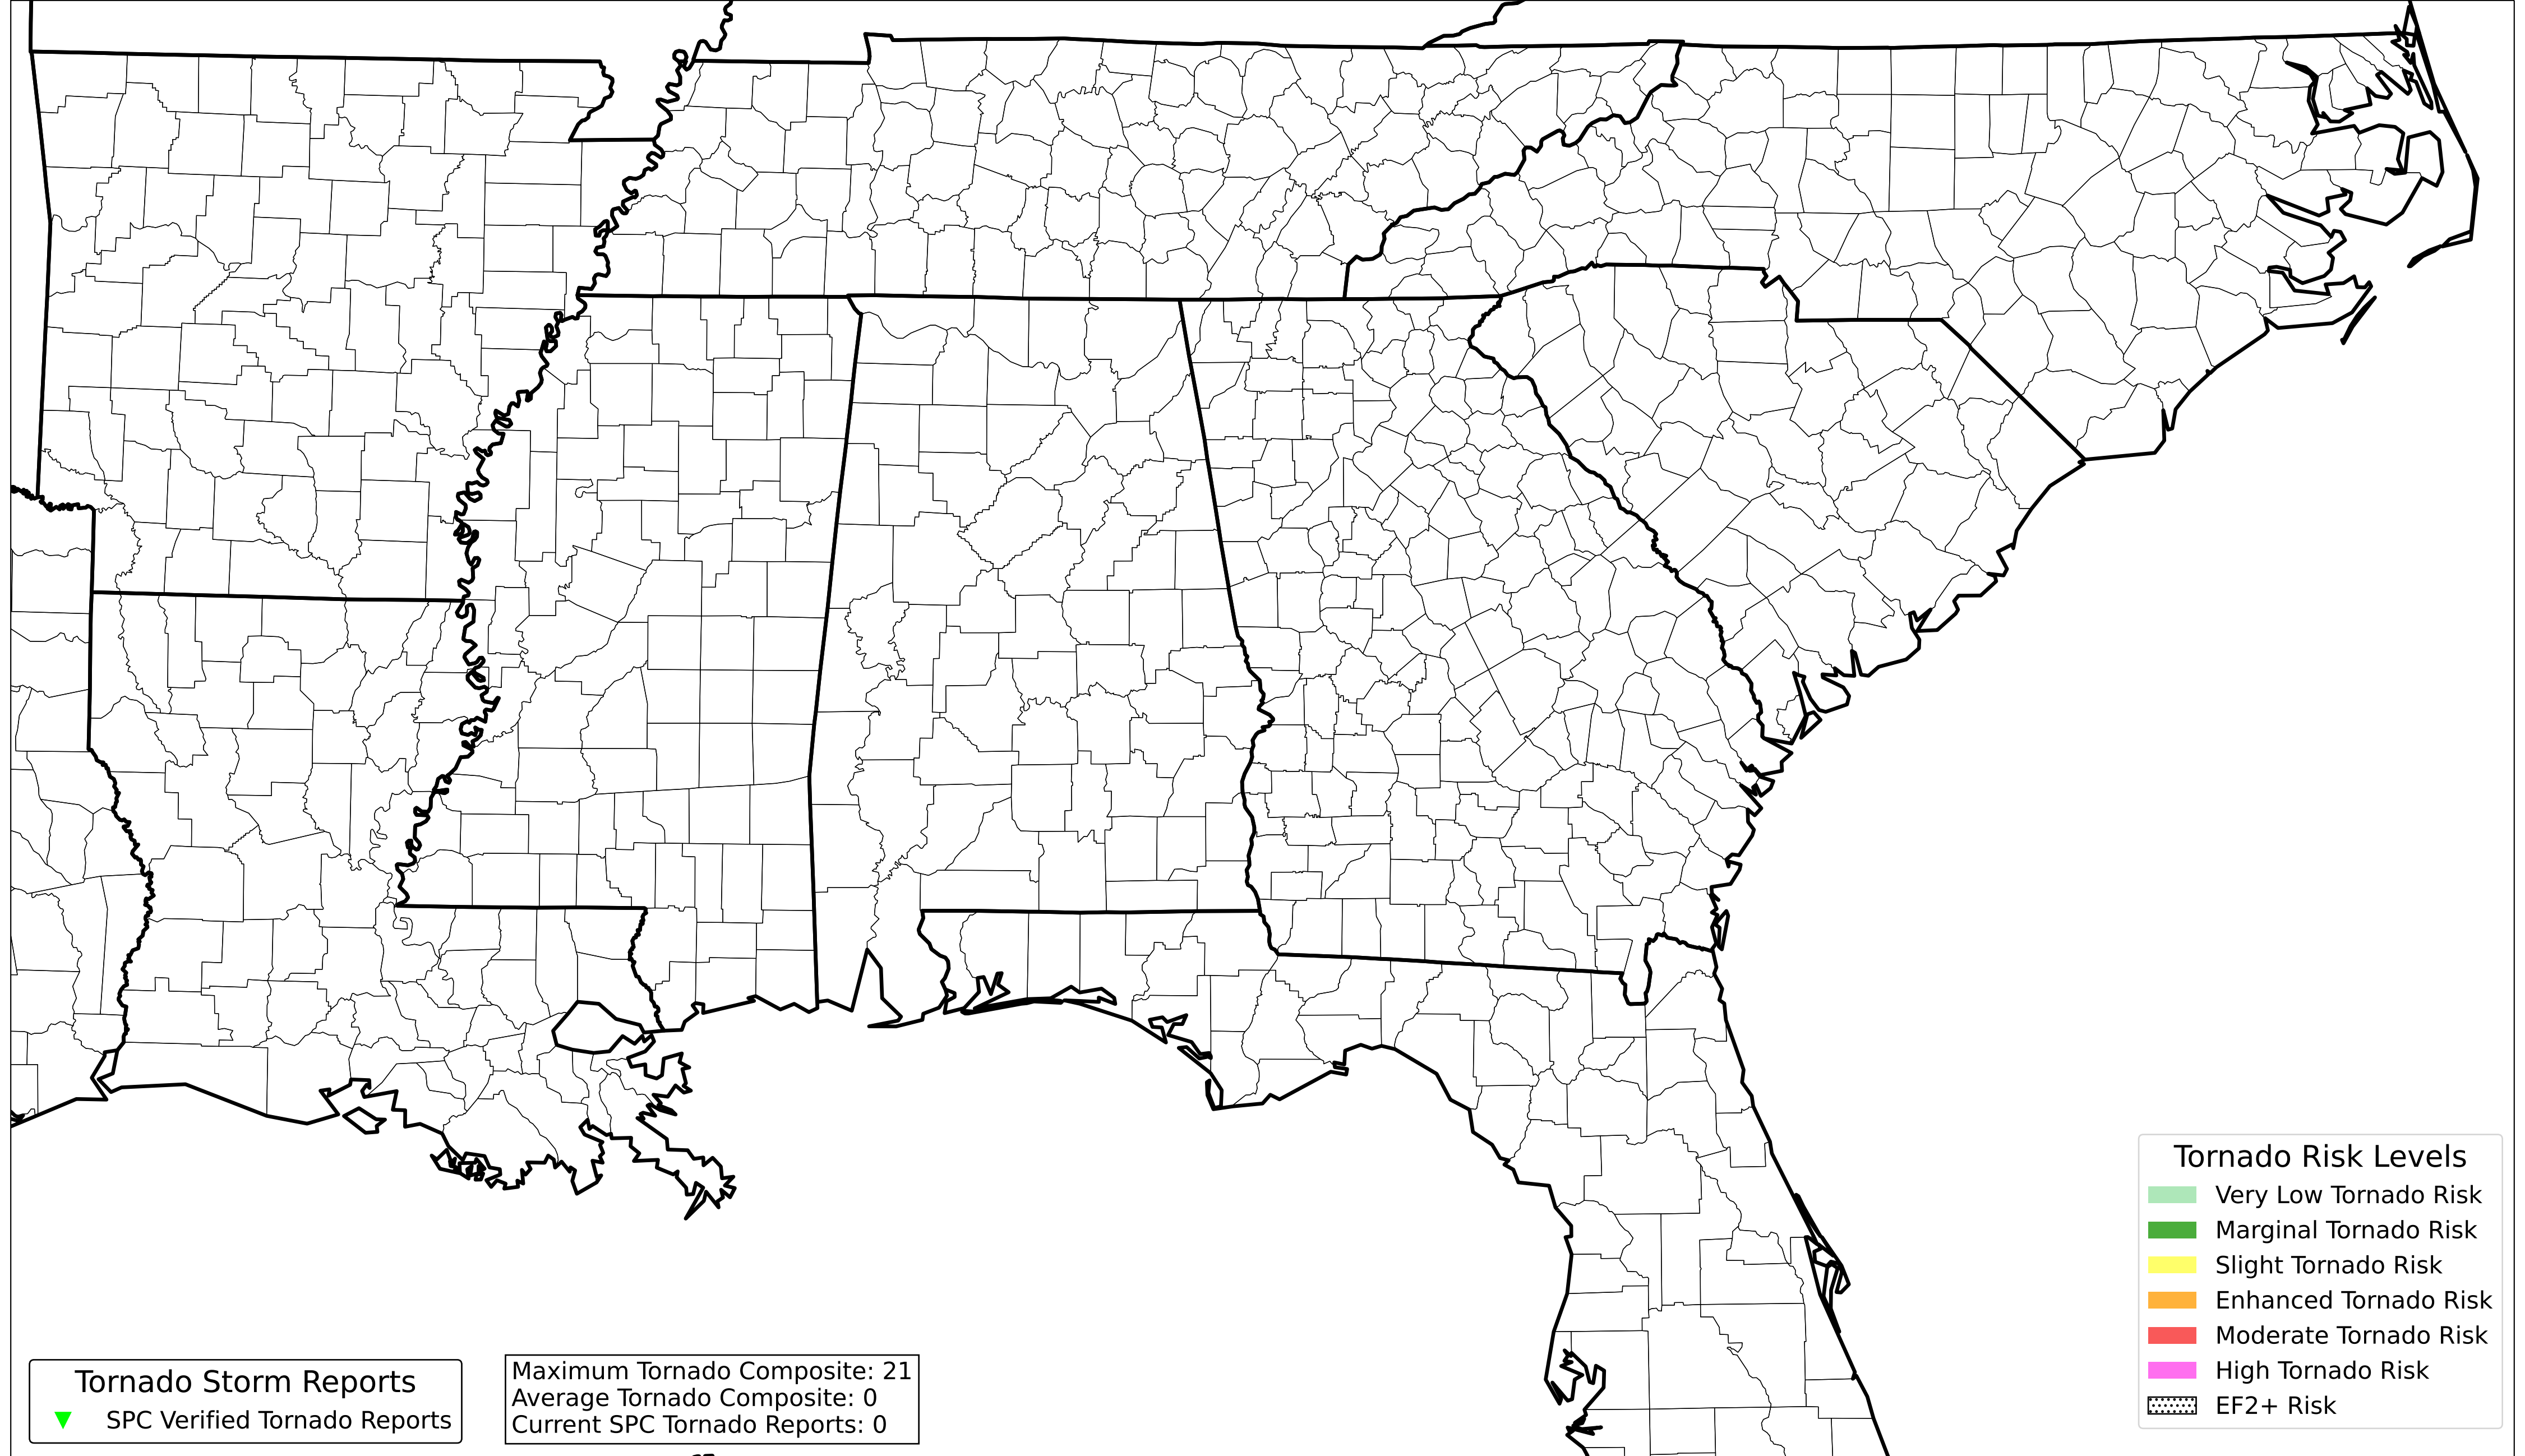 Tornado Risk Levels
Very Low Tornado Risk
Marginal Tornado Risk
Slight Tornado Risk
Enhanced Tornado Risk
Moderate Tornado Risk
High Tornado Risk
EF2+ Risk
Tornado Storm Reports
SPC Verified Tornado Reports
Maximum Tornado Composite: 21
Average Tornado Composite: 0
Current SPC Tornado Reports: 0